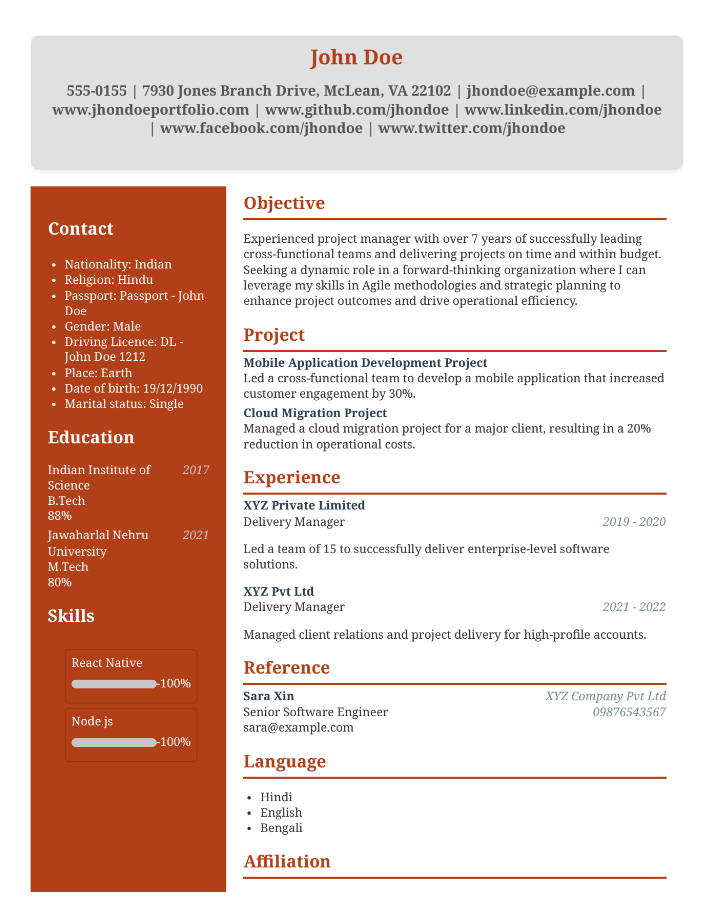 John Doe
555-0155 | 7930 Jones Branch Drive, McLean, VA 22102 | jhondoe@example.com |
www.jhondoeportfolio.com | www.github.com/jhondoe | www.linkedin.com/jhondoe
| www.facebook.com/jhondoe | www.twitter.com/jhondoe
Contact
• Nationality: Indian
• Religion: Hindu
• Passport: Passport - John
Doe
• Gender: Male
• Driving Licence: DL -
John Doe 1212
• Place: Earth
• Date of birth: 19/12/1990
• Marital status: Single
Education
Indian Institute of 2017
Science
B.Tech
88%
Jawaharlal Nehru 2021
University
M.Tech
80%
Skills
React Native
-100%
Node.js
-100%
Objective
Experienced project manager with over 7 years of successfully leading
cross-functional teams and delivering projects on time and within budget.
Seeking a dynamic role in a forward-thinking organization where I can
leverage my skills in Agile methodologies and strategic planning to
enhance project outcomes and drive operational efficiency.
Project
Mobile Application Development Project
Led a cross-functional team to develop a mobile application that increased
customer engagement by 30%.
Cloud Migration Project
Managed a cloud migration project for a major client, resulting in a 20%
reduction in operational costs.
Experience
XYZ Private Limited
Delivery Manager 2019 - 2020
Led a team of 15 to successfully deliver enterprise-level software
solutions.
XYZ Pvt Ltd
Delivery Manager 2021 - 2022
Managed client relations and project delivery for high-profile accounts.
Reference
Sara Xin XYZ Company Pvt Ltd
Senior Software Engineer 09876543567
sara@example.com
Language
• Hindi
• English
• Bengali
Affiliation